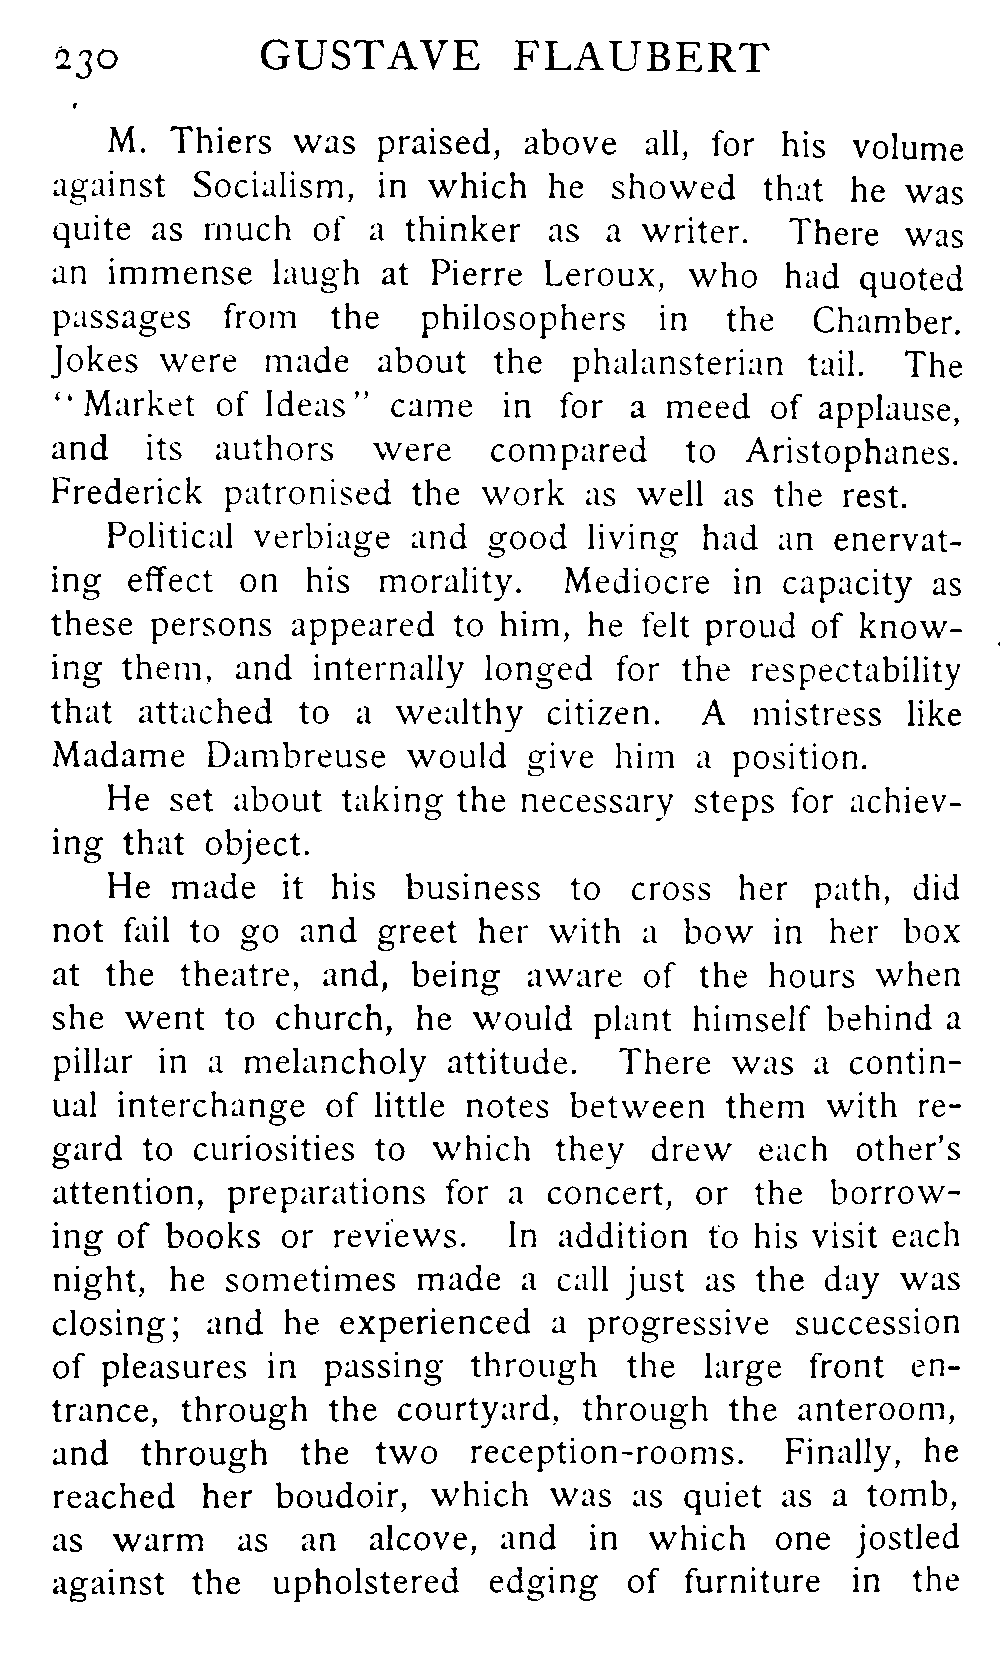 230 GUSTAVE FLAUBERT
M. Thiers was praised, above all, for his volume
against Socialism, in which he showed that he was
quite as much of a thinker as a writer. There was
an immense laugh at Pierre Leroux, who had quoted
passages from the philosophers in the Chamber.
Jokes were made about the phalansterian tail. The
“Market of Ideas” came in for a meed of applause,
and its authors were compared to Aristophanes.
Frederick patronised the work as well as the rest.
Political verbiage and good living had an enervat-
ing effect on his morality. Mediocre in capacity as
these persons appeared to him, he felt proud of know-
ing them, and internally longed for the respectability
that attached to a wealthy citizen. A mistress like
Madame Dambreuse would give him a position.
He set about taking the necessary steps for achiev-
ing that object.
He made it his business to cross her path, did
not fail to go and greet her with a bow in her box
at the theatre, and, being aware of the hours when
she went to church, he would plant himself behind a
pillar in a melancholy attitude. There was a contin-
ual interchange of little notes between them with re-
gard to curiosities to which they drew each other's
attention, preparations for a concert, or the borrow-
ing of books or reviews. In addition to his visit each
night, he sometimes made a call just as the day was
closing; and he experienced a progressive succession
of pleasures in passing through the large front en-
trance, through the courtyard, through the anteroom,
and through the two reception-rooms. Finally, he
reached her boudoir, which was as quiet as a tomb,
as warm as an alcove, and in which one jostled
against the upholstered edging of furniture in the